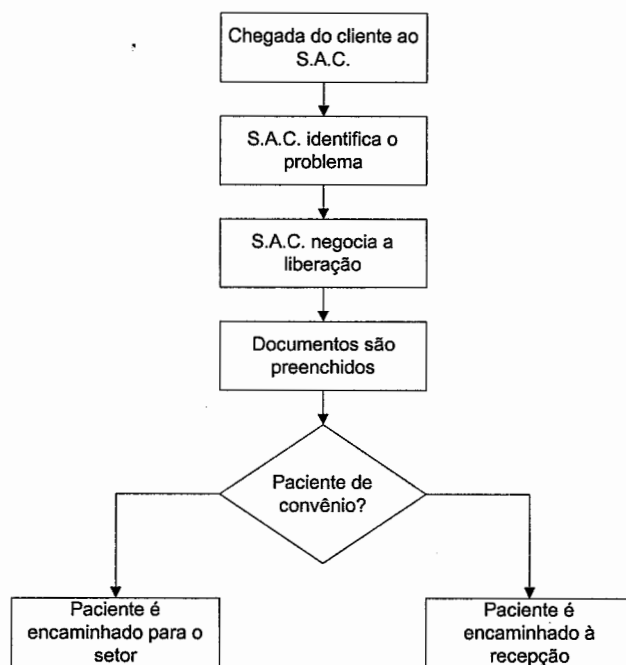 Chegada do cliente ao
S.A.C.
S.A.C. identifica o
problema
S.A.C. negocia a
liberação
Documentos são
preenchidos
Paciente de
convênio?
Paciente é
encaminhado para o
setor
Paciente é
encaminhado à
recepção